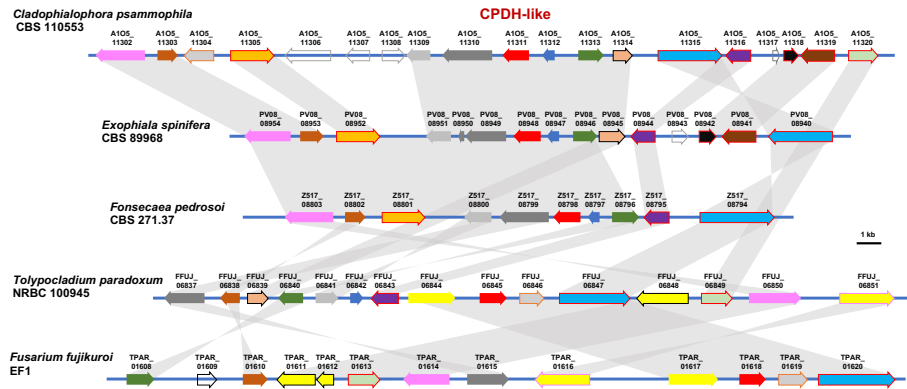 CPDH-like
Cladophialophora psammophila
CBS 110553
A1O5_ A1O5_ A1O5_ A1O5_ A1O5_ A1O5_ A1O5_ A1O5_ A1O5_ A1O5_ A1O5_ A1O5_ A1O5_ A1O5_ A1O5_ A1O5_ A1O5_ A1O5_ A1O5_
11302 11303 11304 11305 11306 11307 11308 11309 11310 11311 11312 11313 11314 11315 11316 11317 11318 11319 11320
Exophiala spinifera
CBS 89968
PV08_ PV08_ PV08_ PV08_ PV08_ PV08_ PV08_ PV08_ PV08_ PV08_ PV08_ PV08_ PV08_ PV08_ PV08_
08954 08953 08952 08951 08950 08949 08948 08947 08946 08945 08944 08943 08942 08941 08940
Fonsecaea pedrosoi
CBS 271.37
Z517_ Z517_ Z517_ Z517_ Z517_ Z517_ Z517_ Z517_ Z517_ Z517_
08803 08802 08801 08800 08799 08798 08797 08796 08795 08794
1 kb
Tolypocladium paradoxum
NRBC 100945
FFUJ_ FFUJ_ FFUJ_ FFUJ_ FFUJ_ FFUJ_ FFUJ_ FFUJ_ FFUJ_ FFUJ_ FFUJ_ FFUJ_ FFUJ_ FFUJ_ FFUJ_
06837 06838 06839 06840 06841 06842 06843 06844 06845 06846 06847 06848 06849 06850 06851
Fusarium fujikuroi
EF1
TPAR_ TPAR_ TPAR_ TPAR_ TPAR_ TPAR_ TPAR_ TPAR_ TPAR_ TPAR_ TPAR_ TPAR_ TPAR_
01608 01609 01610 01611 01612 01613 01614 01615 01616 01617 01618 01619 01620